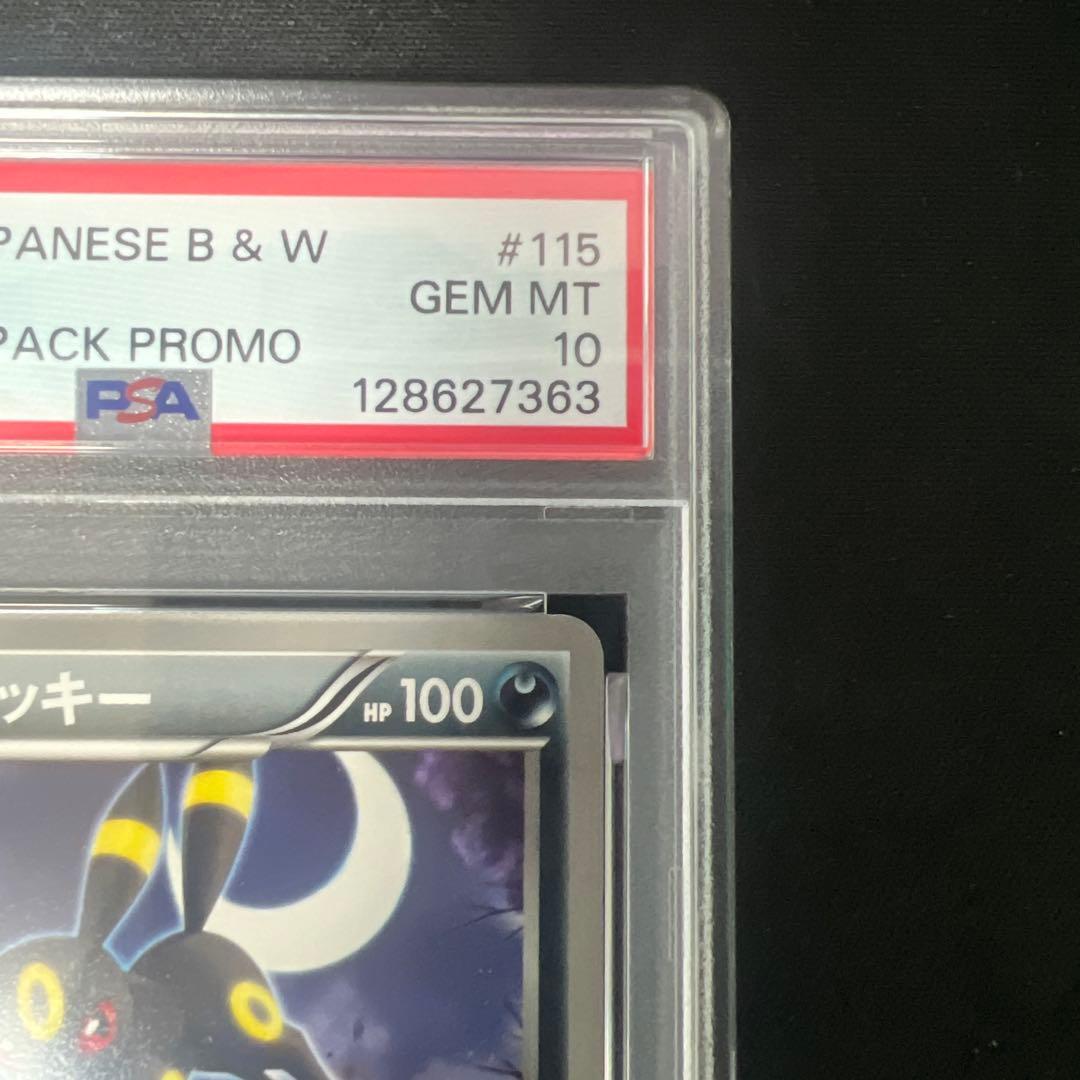 PANESE B & W #115
GEM MT
PACK PROMO 10
PSA 128627363
ッキー HP 100